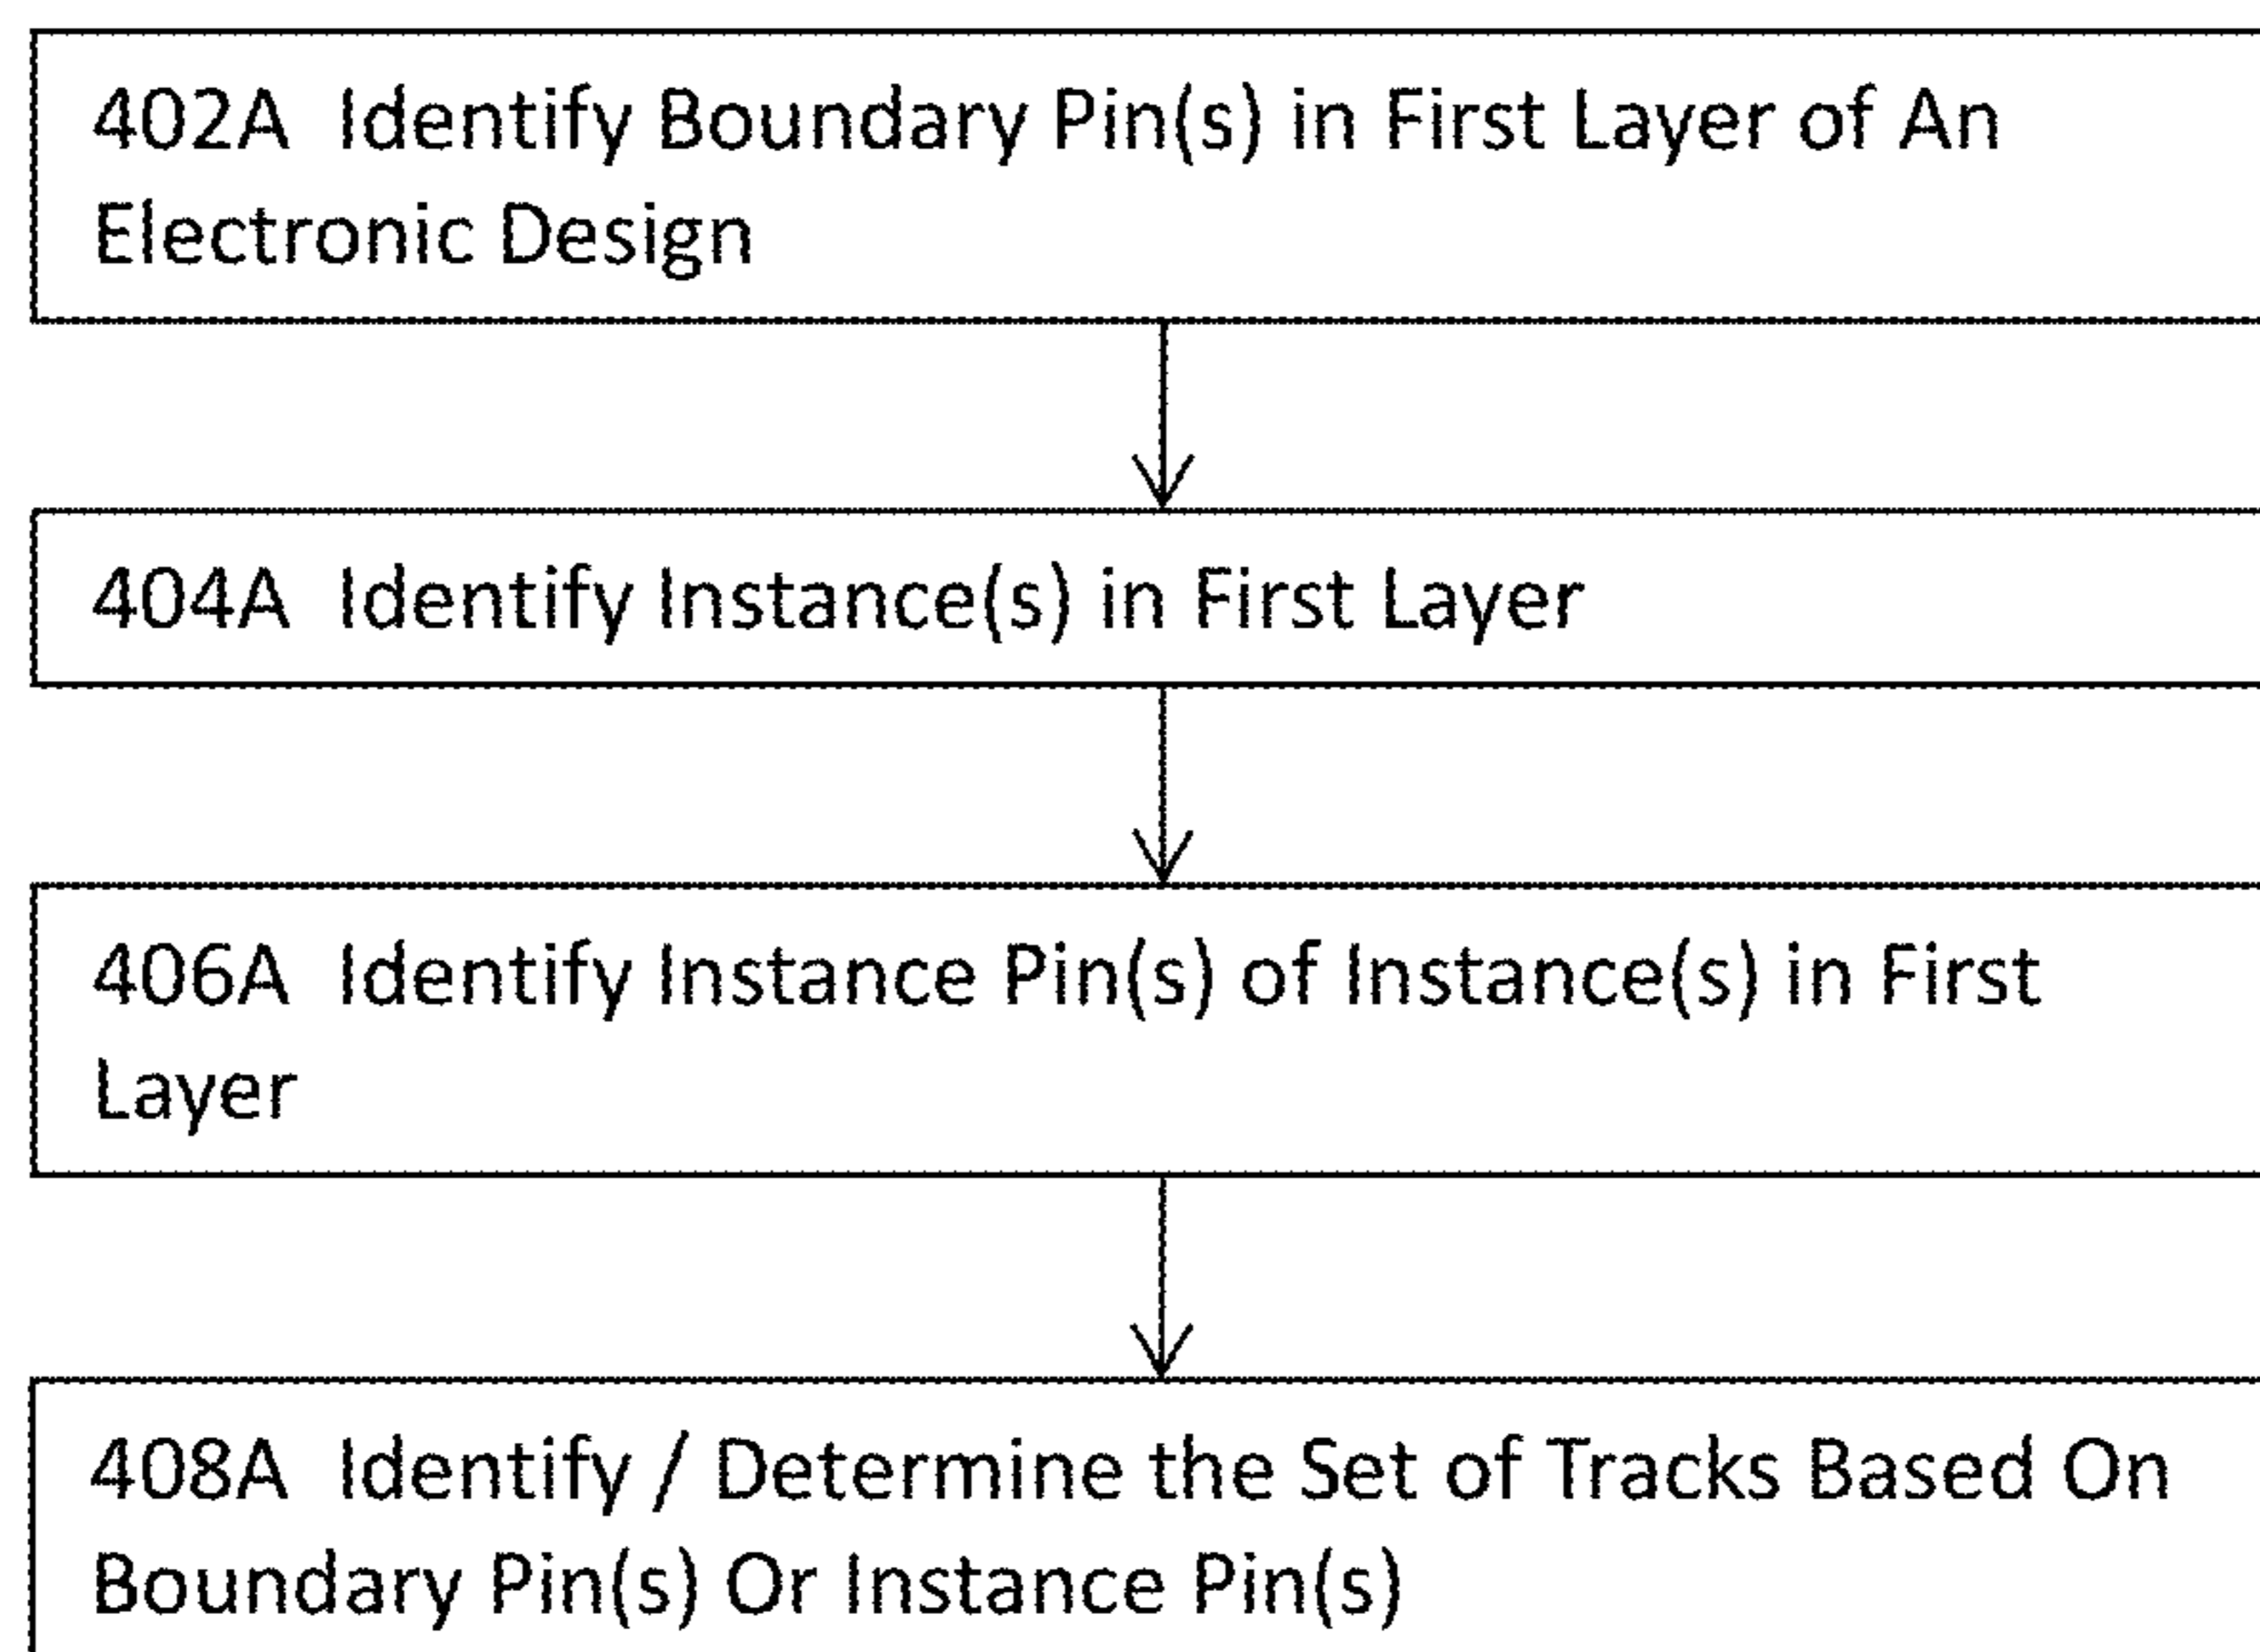 402A Identify Boundary Pin(s) in First Layer of An
Electronic Design
404A Identify Instance(s) in First Layer
406A Identify Instance Pin(s) of Instance(s) in First
Layer
408A Identify / Determine the Set of Tracks Based On
Boundary Pin(s) Or Instance Pin(s)